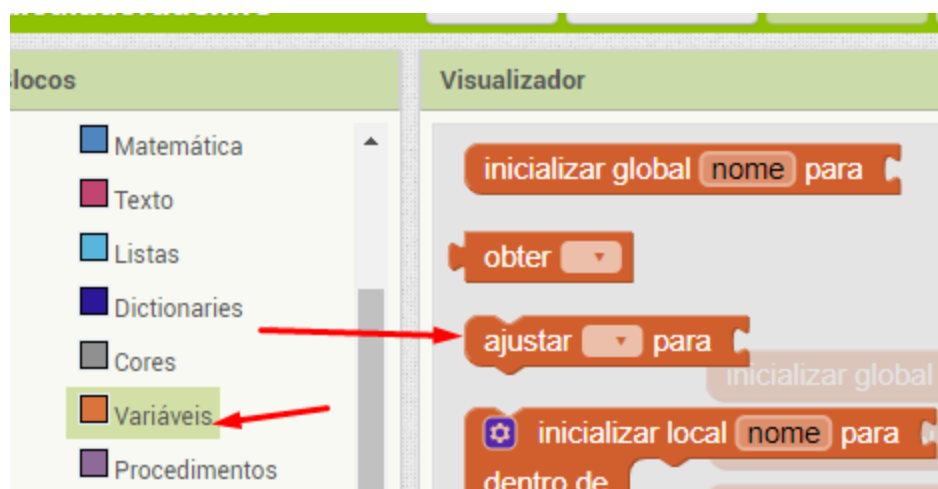 Blocos
Matemática
Texto
Listas
Dictionaries
Cores
Variáveis
Procedimentos
Visualizador
inicializar global nome para
obter
ajustar para
inicializar global
inicializar local nome para
dentro de